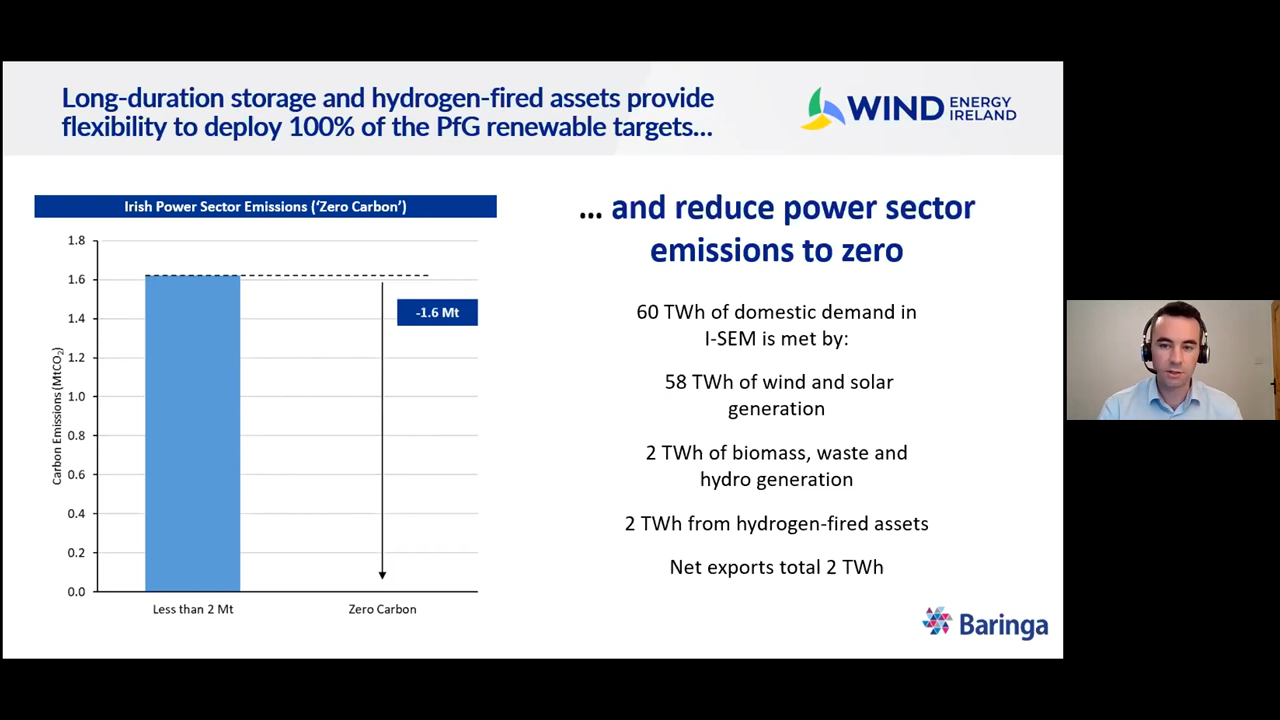 Long-duration storage and hydrogen-fired assets provide
flexibility to deploy 100% of the PfG renewable targets...
WIND ENERGY
IRELAND
Irish Power Sector Emissions (‘Zero Carbon’)
1.8
1.6
1.4
1.2
1.0
0.8
0.6
0.4
0.2
0.0
Carbon Emissions (MtCO₂)
-1.6 Mt
Less than 2 Mt
Zero Carbon
... and reduce power sector
emissions to zero
60 TWh of domestic demand in
I-SEM is met by:
58 TWh of wind and solar
generation
2 TWh of biomass, waste and
hydro generation
2 TWh from hydrogen-fired assets
Net exports total 2 TWh
Baringa